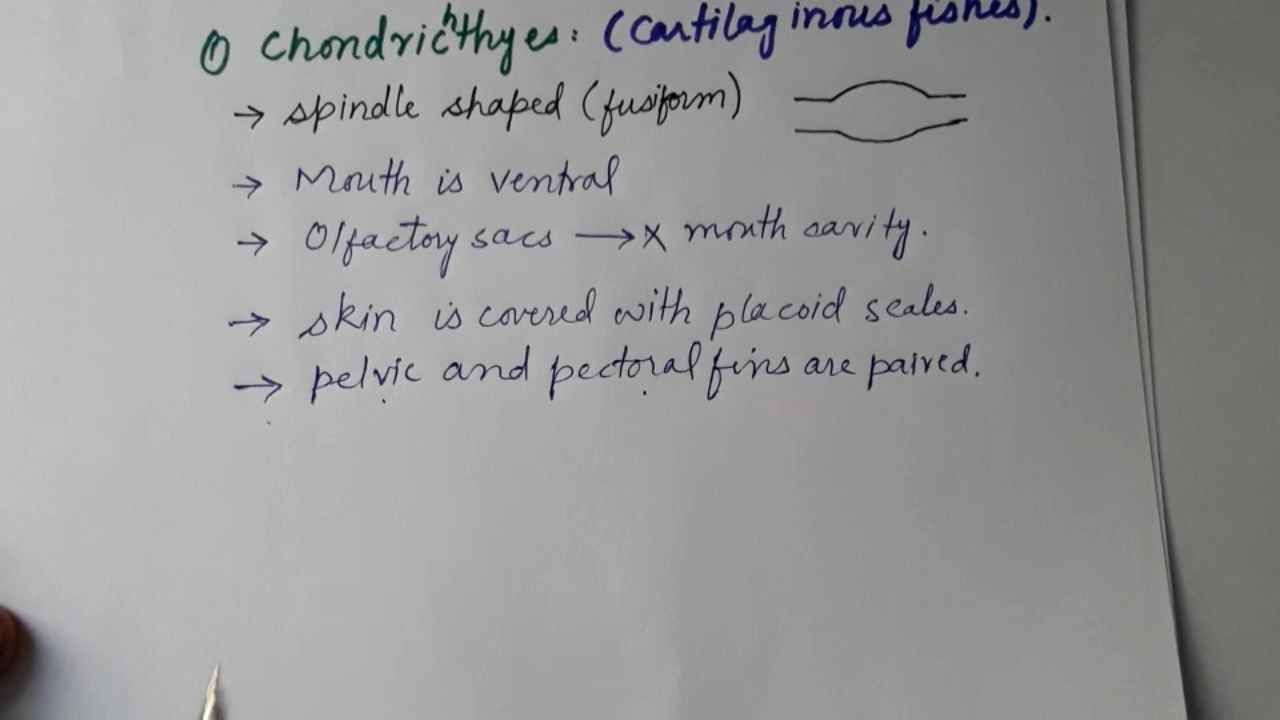 ① Chondrichthyes: (Cartilaginous fishes).
→ spindle shaped (fusiform)
→ Mouth is ventral
→ Olfactory sacs → x mouth cavity.
→ skin is covered with placoid scales.
→ pelvic and pectoral fins are paired.